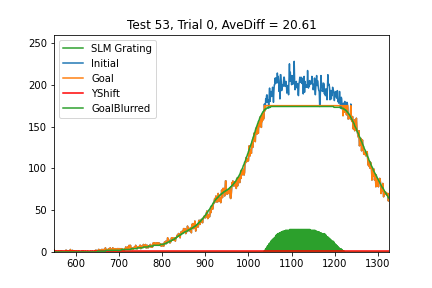 Test 53, Trial 0, AveDiff = 20.61
SLM Grating
Initial
Goal
YShift
GoalBlurred
250
200
150
100
50
0
600 700 800 900 1000 1100 1200 1300